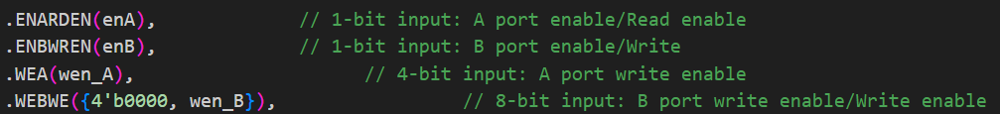 .ENARDEN(enA), // 1-bit input: A port enable/Read enable
.ENBWREN(enB), // 1-bit input: B port enable/Write
.WEA(wen_A), // 4-bit input: A port write enable
.WEBWE({4'b0000, wen_B}), // 8-bit input: B port write enable/Write enable